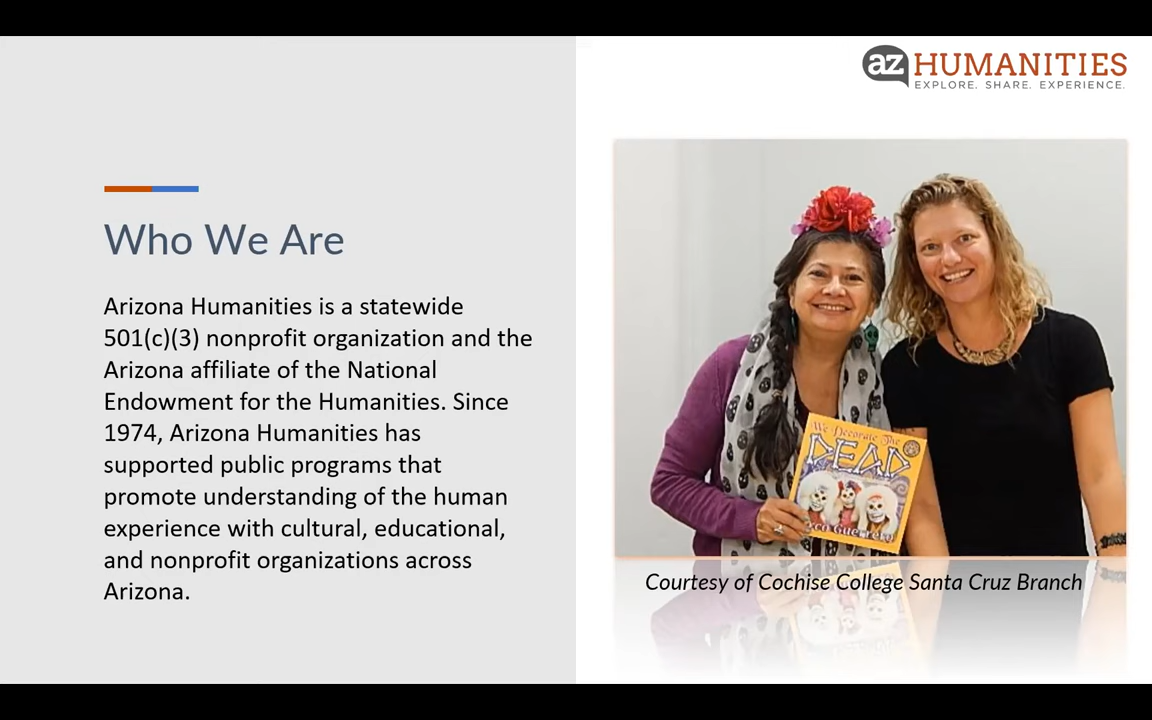 az HUMANITIES
EXPLORE. SHARE. EXPERIENCE.
Who We Are
Arizona Humanities is a statewide
501(c)(3) nonprofit organization and the
Arizona affiliate of the National
Endowment for the Humanities. Since
1974, Arizona Humanities has
supported public programs that
promote understanding of the human
experience with cultural, educational,
and nonprofit organizations across
Arizona.
We Decorate The
DEAD
Guerrero
Courtesy of Cochise College Santa Cruz Branch